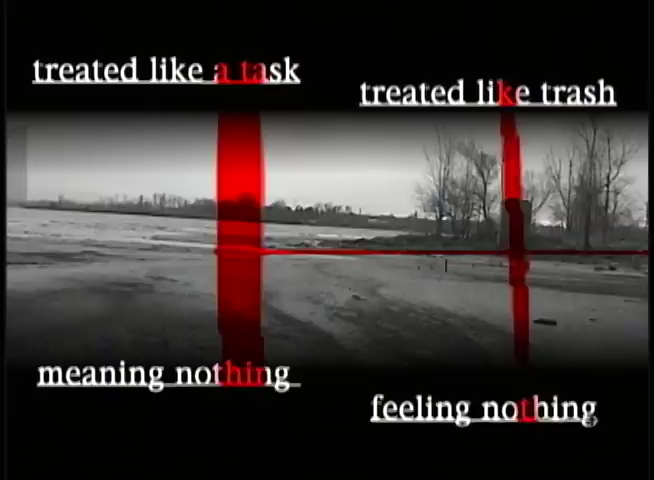 treated like a task
treated like trash
meaning nothing
feeling nothing